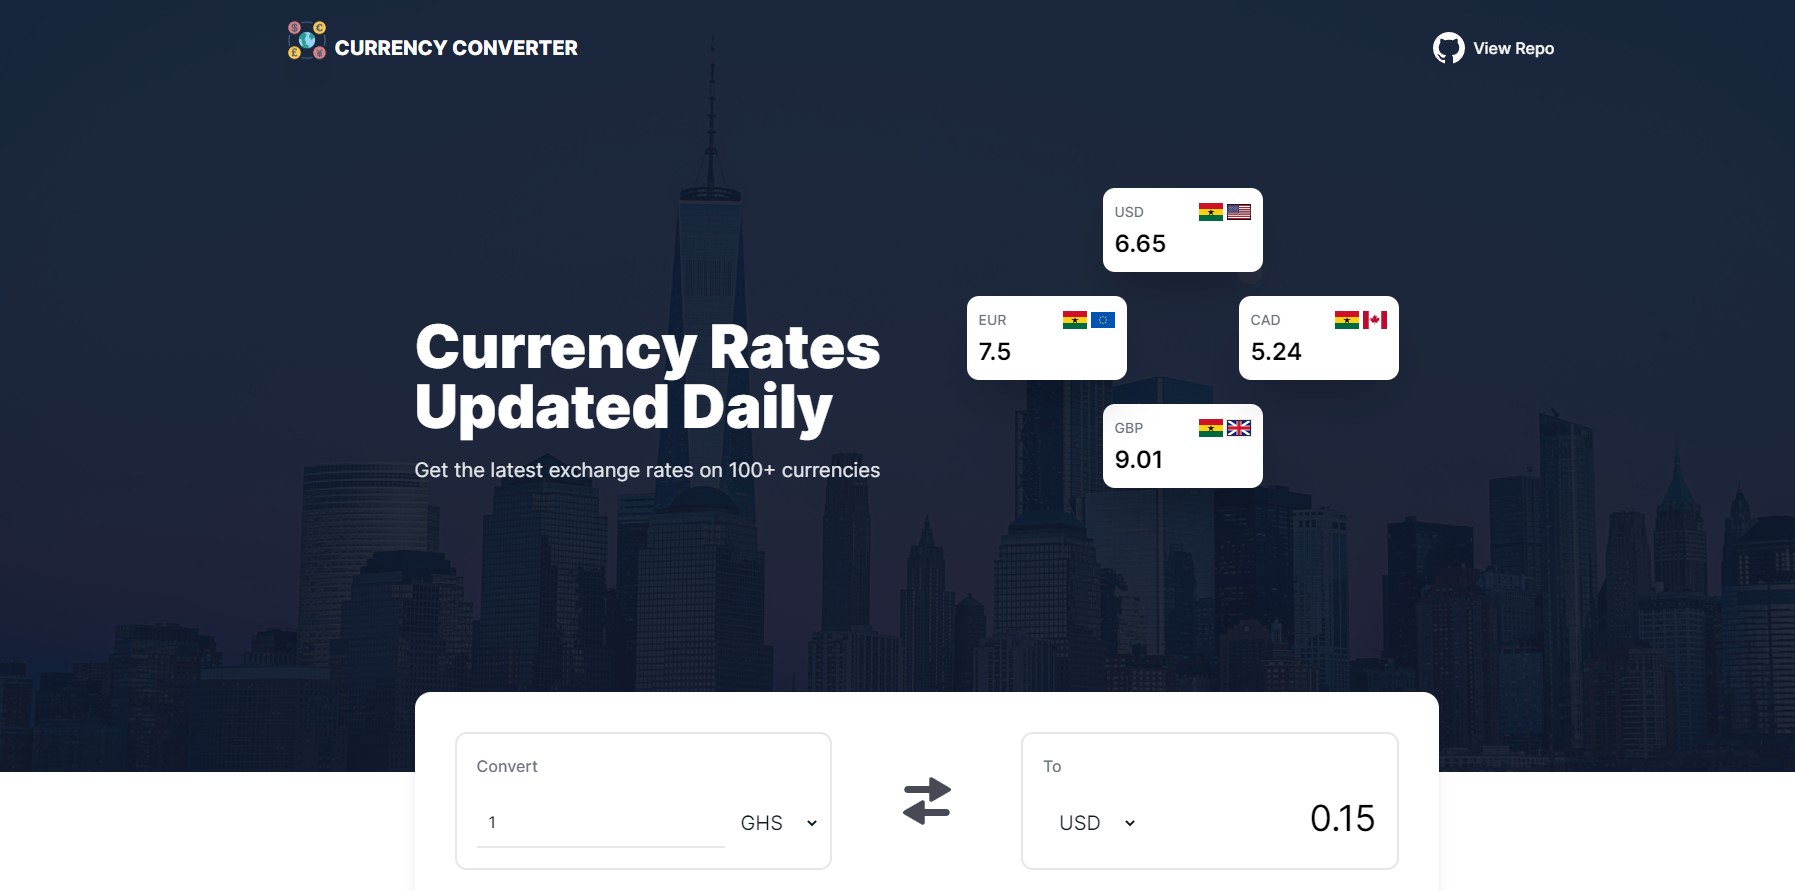 CURRENCY CONVERTER
View Repo
USD
6.65
EUR
7.5
CAD
5.24
GBP
9.01
Currency Rates
Updated Daily
Get the latest exchange rates on 100+ currencies
Convert
1
GHS
To
USD
0.15